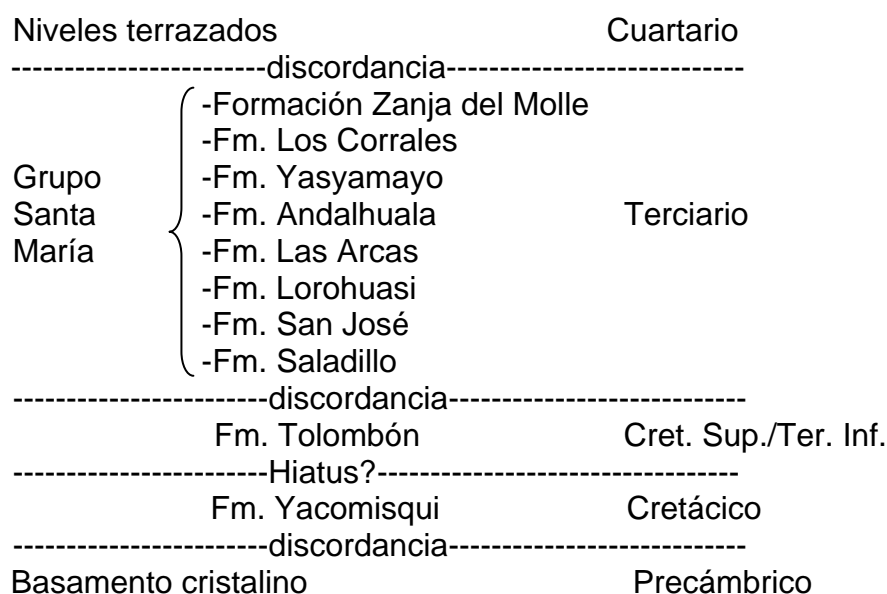 Niveles terrazados Cuartario
------------------------discordancia----------------------------
-Formación Zanja del Molle
-Fm. Los Corrales
Grupo -Fm. Yasyamayo
Santa -Fm. Andalhuala Terciario
María -Fm. Las Arcas
-Fm. Lorohuasi
-Fm. San José
-Fm. Saladillo
------------------------discordancia----------------------------
Fm. Tolombón Cret. Sup./Ter. Inf.
------------------------Hiatus?----------------------------------
Fm. Yacomisqui Cretácico
------------------------discordancia----------------------------
Basamento cristalino Precámbrico